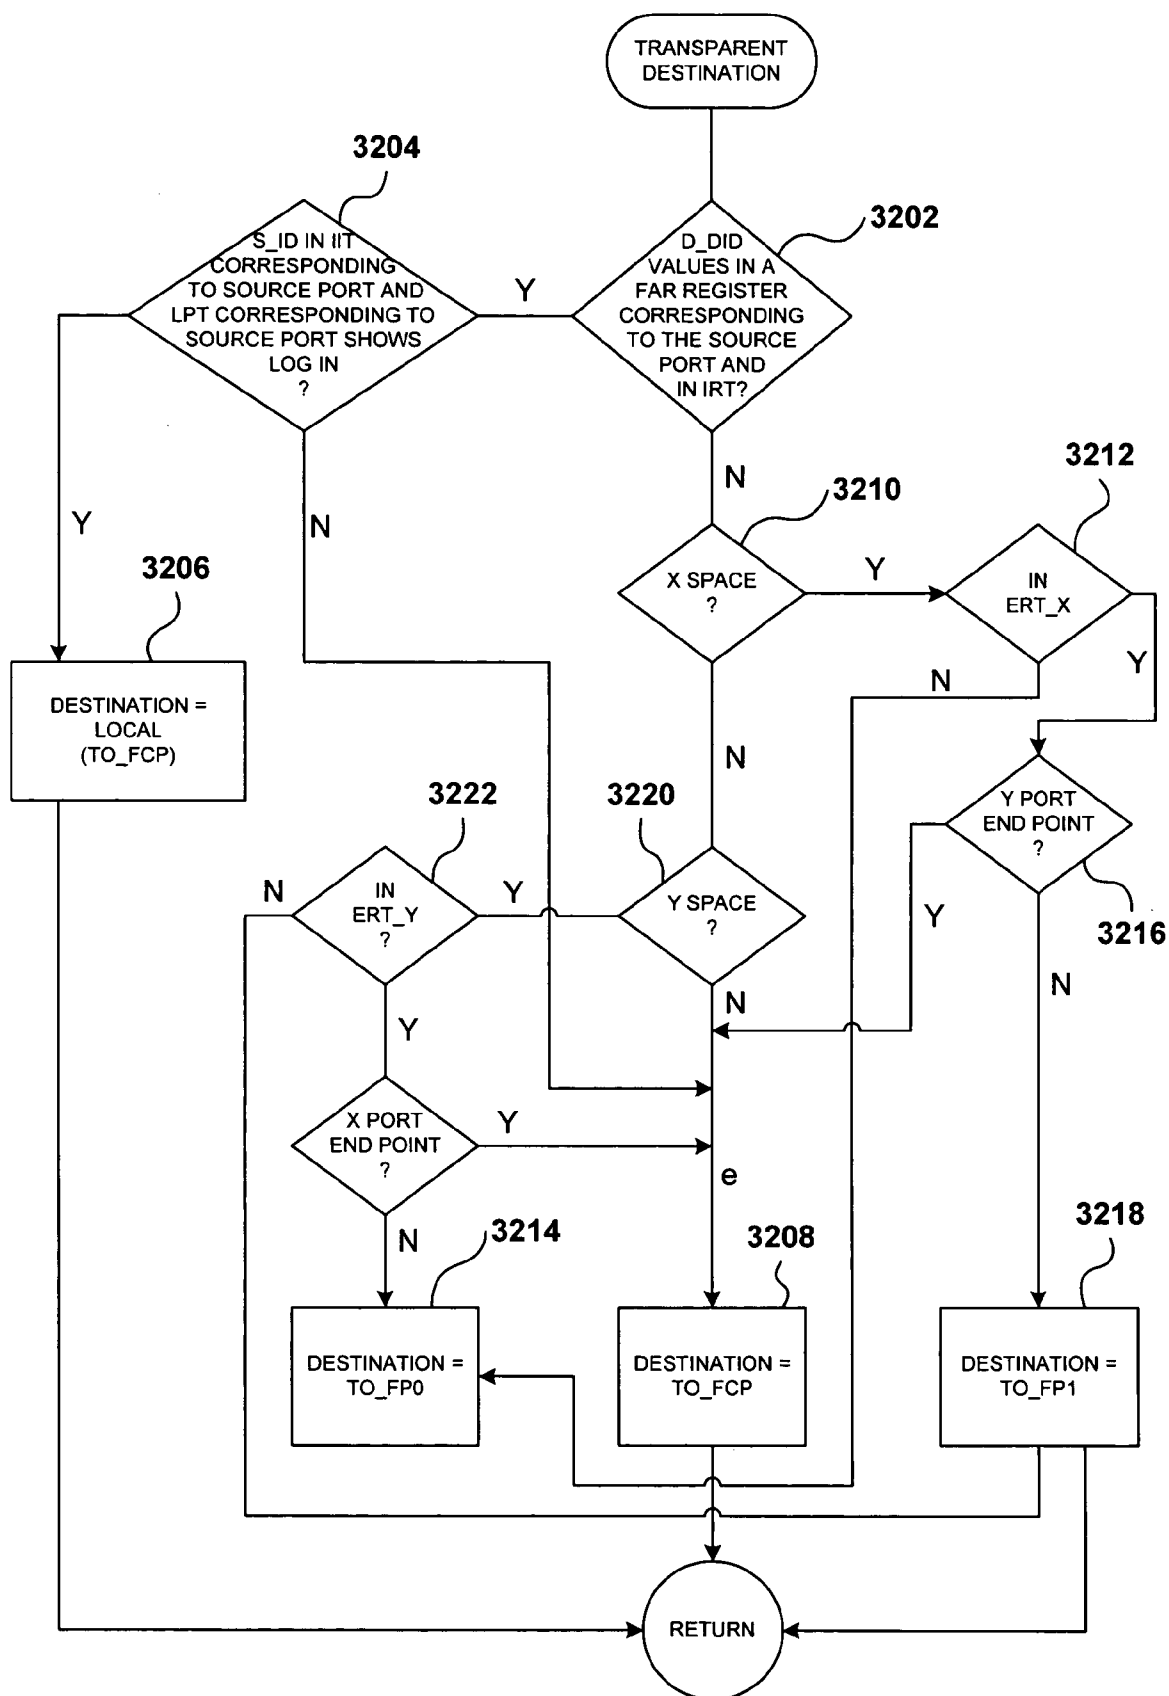 TRANSPARENT
DESTINATION
3204
3202
S_ID IN IIT
CORRESPONDING
TO SOURCE PORT AND
LPT CORRESPONDING TO
SOURCE PORT SHOWS
LOG IN
?
Y
D_DID
VALUES IN A
FAR REGISTER
CORRESPONDING
TO THE SOURCE
PORT AND
IN IRT?
N
3212
3210
Y
N
3206
X SPACE
?
Y
IN
ERT_X
Y
N
DESTINATION =
LOCAL
(TO_FCP)
N
3222
3220
Y PORT
END POINT
?
N
IN
ERT_Y
?
Y
Y SPACE
?
Y
3216
N
N
Y
X PORT
END POINT
?
Y
e
N
3214
3208
3218
DESTINATION =
TO_FP0
DESTINATION =
TO_FCP
DESTINATION =
TO_FP1
RETURN